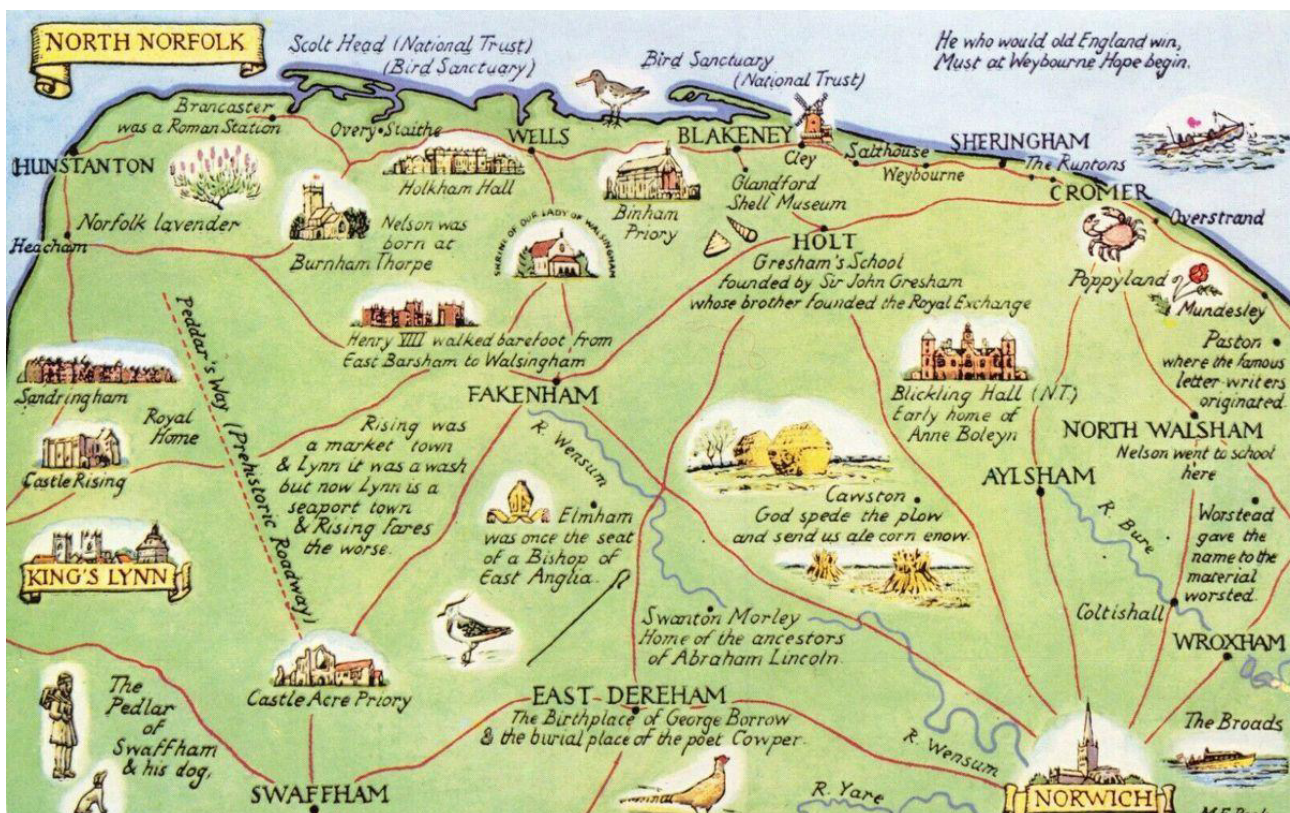 NORTH NORFOLK
Scolt Head (National Trust)
(Bird Sanctuary)
Bird Sanctuary
(National Trust)
He who would old England win,
Must at Weybourne Hope begin.
Brancaster
was a Roman Station
Overy Staithe
WELLS
BLAKENEY
Cley
Salthouse
Weybourne
SHERINGHAM
The Runtons
CROMER
Overstrand
HUNSTANTON
Norfolk lavender
Heacham
Holkham Hall
Nelson was
born at
Burnham Thorpe
SHRINE OF OUR LADY OF WALSINGHAM
Binham
Priory
Glandford
Shell Museum
HOLT
Gresham's School
founded by Sir John Gresham
whose brother founded the Royal Exchange
Poppyland
Mundesley
Paston
where the famous
letter-writers
originated.
Peddar's Way (Prehistoric Roadway)
Henry VIII walked barefoot from
East Barsham to Walsingham
FAKENHAM
Blickling Hall (N.T.)
Early home of
Anne Boleyn
NORTH WALSHAM
Nelson went to school
here
Sandringham
Royal
Home
Castle Rising
KING'S LYNN
Rising was
a market town
& Lynn it was a wash
but now Lynn is a
seaport town
& Rising fares
the worse.
R. Wensum
Elmham
was once the seat
of a Bishop of
East Anglia.
Cawston
God spede the plow
and send us ale corn enow.
AYLSHAM
R. Bure
Worstead
gave the
name to the
material
worsted.
Coltishall
WROXHAM
Swanton Morley
Home of the ancestors
of Abraham Lincoln
Castle Acre Priory
EAST DEREHAM
The Birthplace of George Borrow
& the burial place of the poet Cowper.
R. Wensum
The Broads
The
Pedlar
of
Swaffham
& his dog,
SWAFFHAM
R. Yare
NORWICH